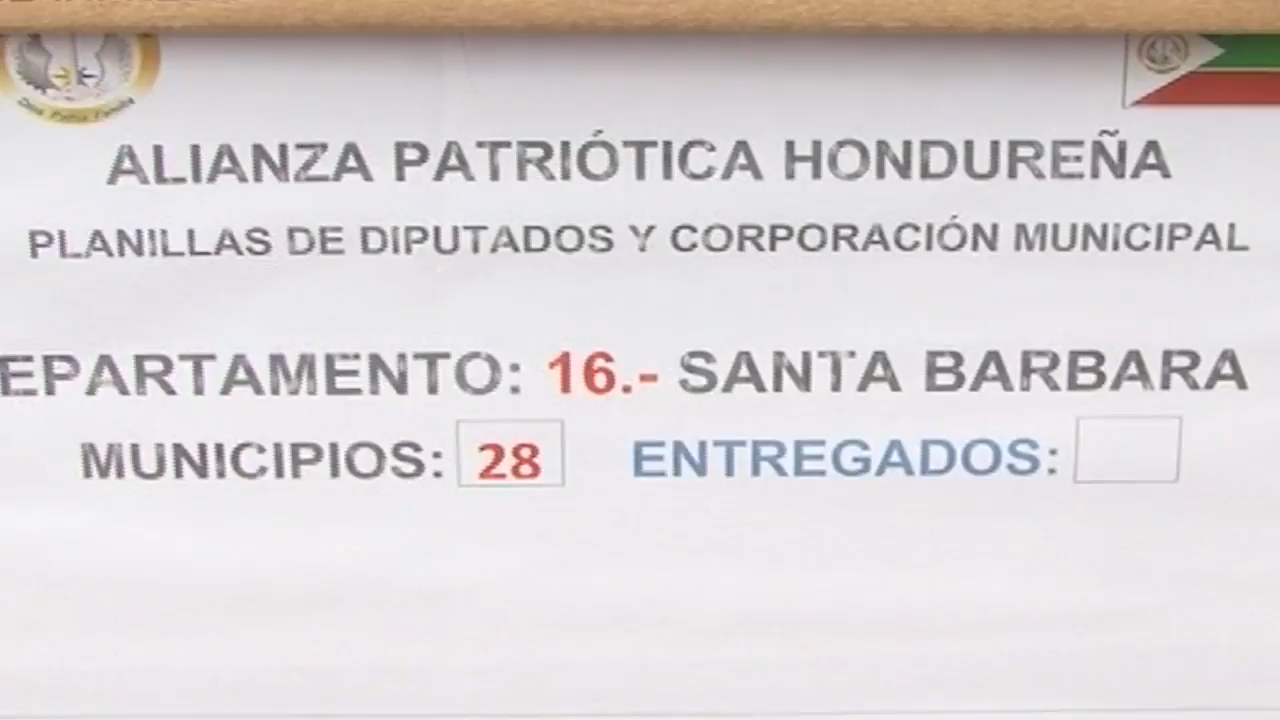 ALIANZA PATRIÓTICA HONDUREÑA
PLANILLAS DE DIPUTADOS Y CORPORACIÓN MUNICIPAL
EPARTAMENTO: 16.- SANTA BARBARA
MUNICIPIOS: 28 ENTREGADOS: